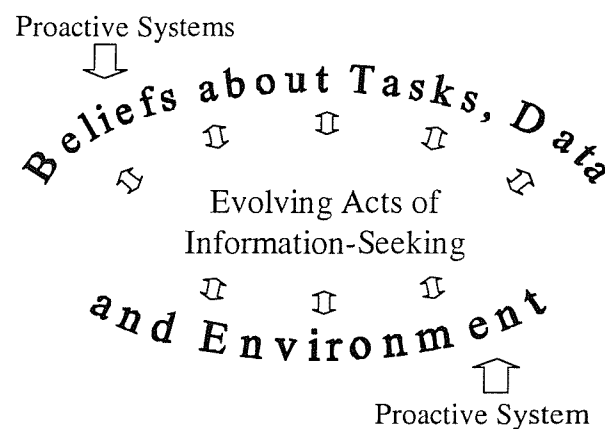 Proactive Systems
Beliefs about Tasks, Data
Evolving Acts of
Information-Seeking
and Environment
Proactive System